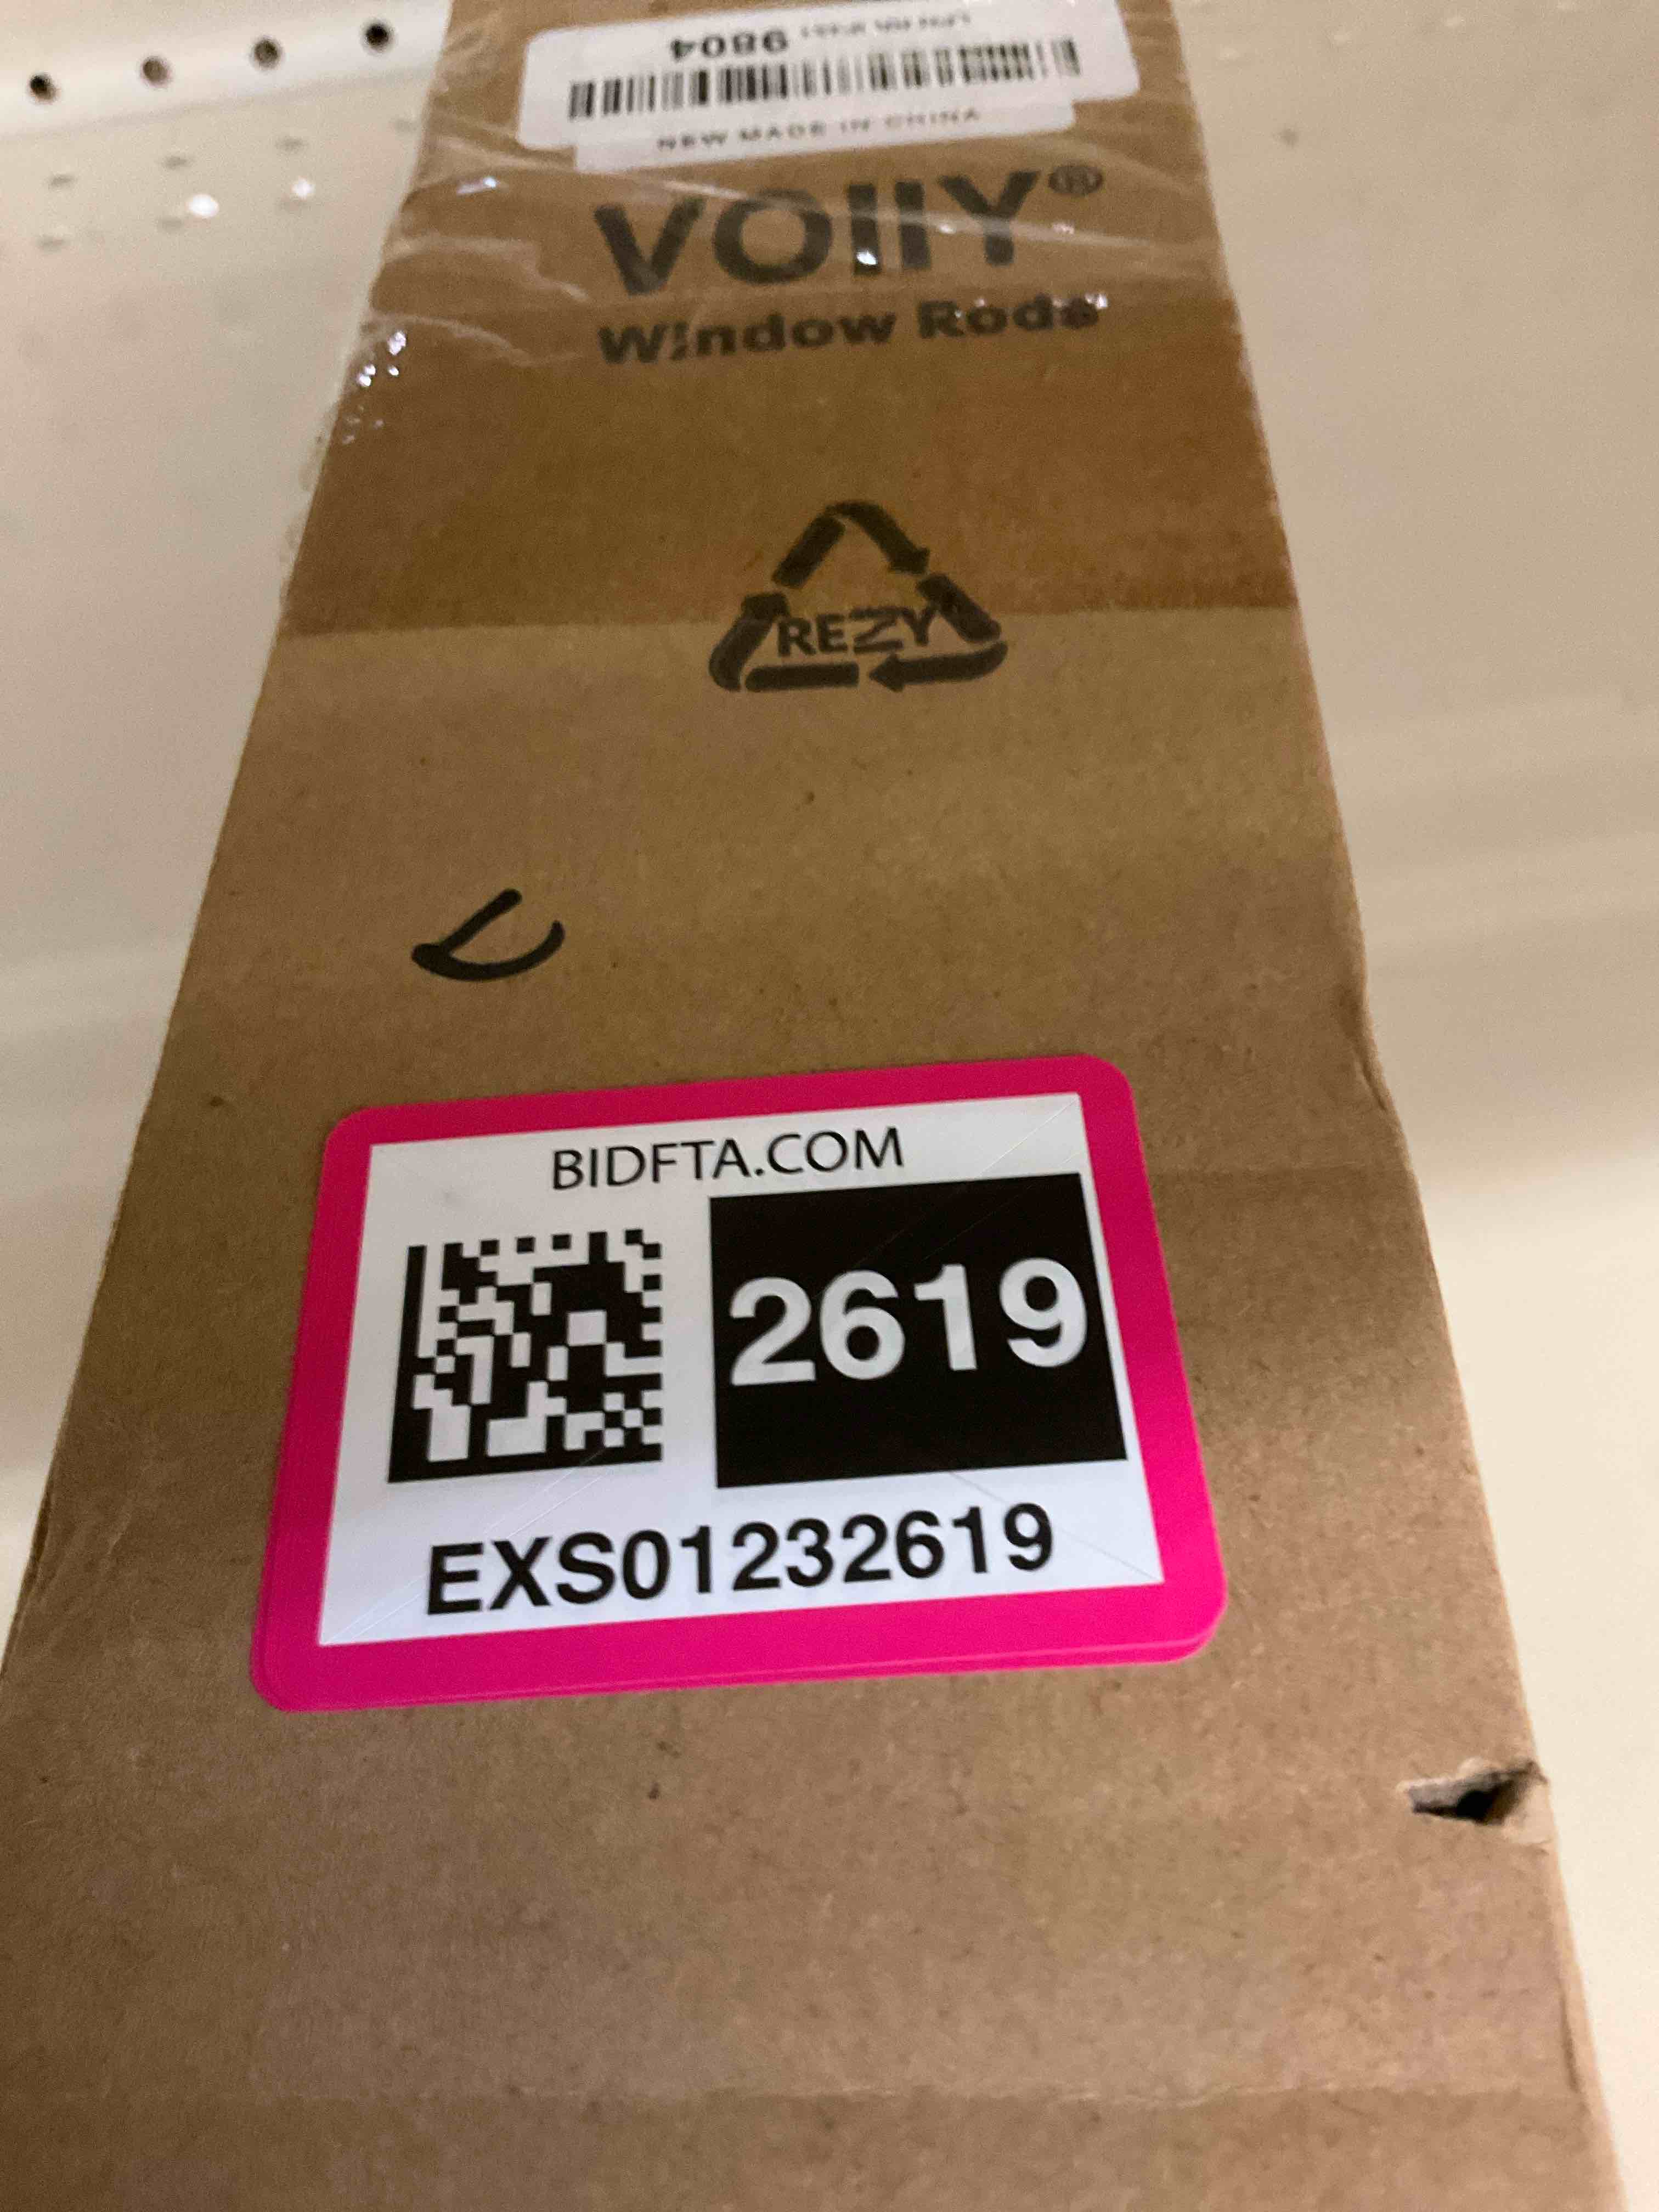 9804
NEW MADE IN CHINA
VOIIY®
Window Rods
REZY
BIDFTA.COM
2619
EXS01232619